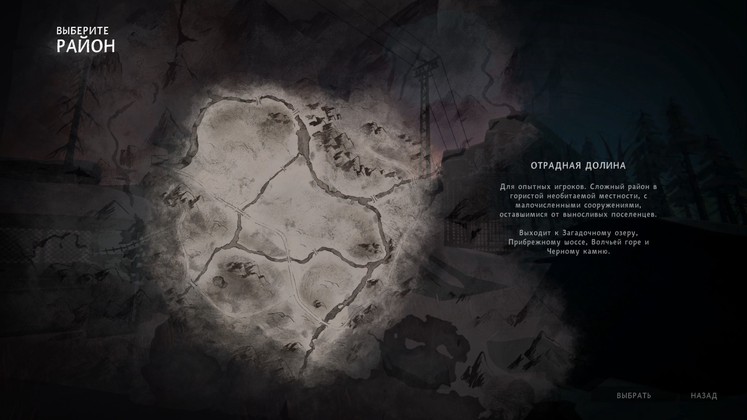 ВЫБЕРИТЕ
РАЙОН
ОТРАДНАЯ ДОЛИНА
Для опытных игроков. Сложный район в
гористой необитаемой местности, с
малочисленными сооружениями,
оставшимися от выносливых поселенцев.
Выходит к Загадочному озеру,
Прибрежному шоссе, Волчьей горе и
Черному камню.
ВЫБРАТЬ
НАЗАД